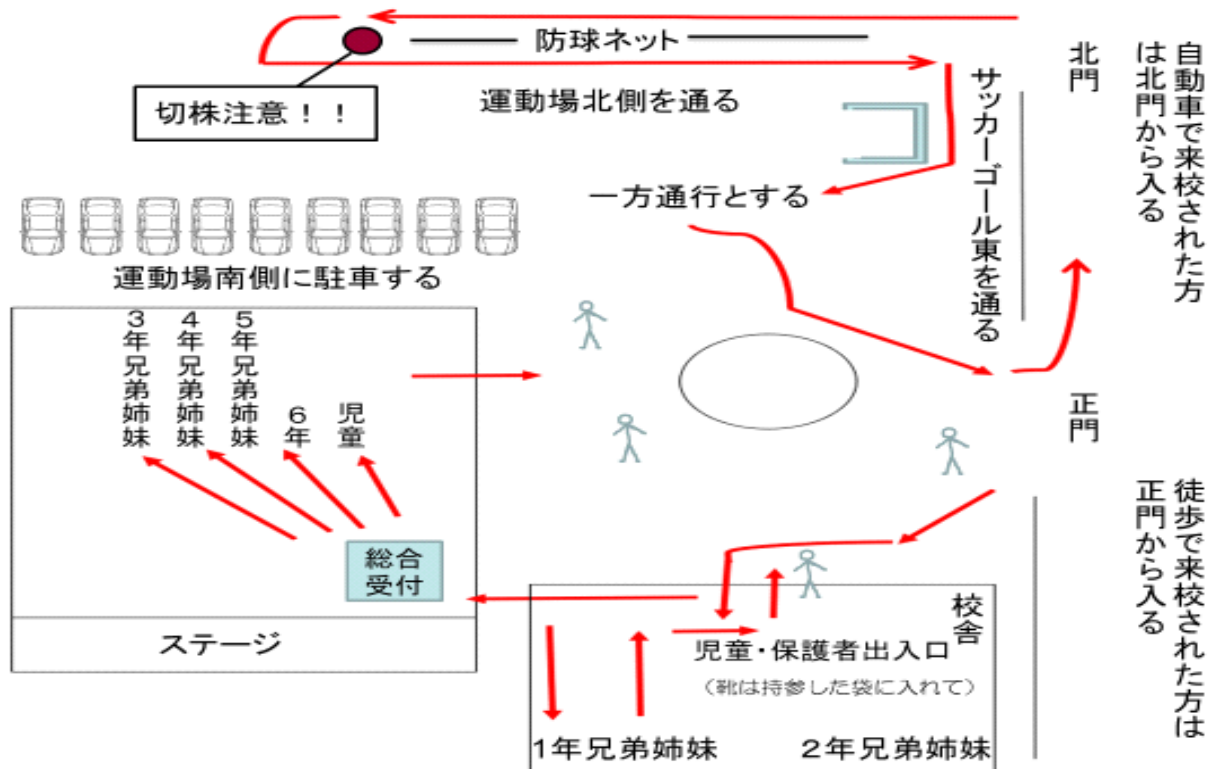 防球ネット
切株注意！！
運動場北側を通る
北門
自動車で来校された方
は北門から入る
サッカーゴール東を通る
一方通行とする
運動場南側に駐車する
3年兄弟姉妹
4年兄弟姉妹
5年兄弟姉妹
6年
児童
総合
受付
ステージ
正門
徒歩で来校された方は
正門から入る
校舎
児童・保護者出入口
（靴は持参した袋に入れて）
1年兄弟姉妹
2年兄弟姉妹